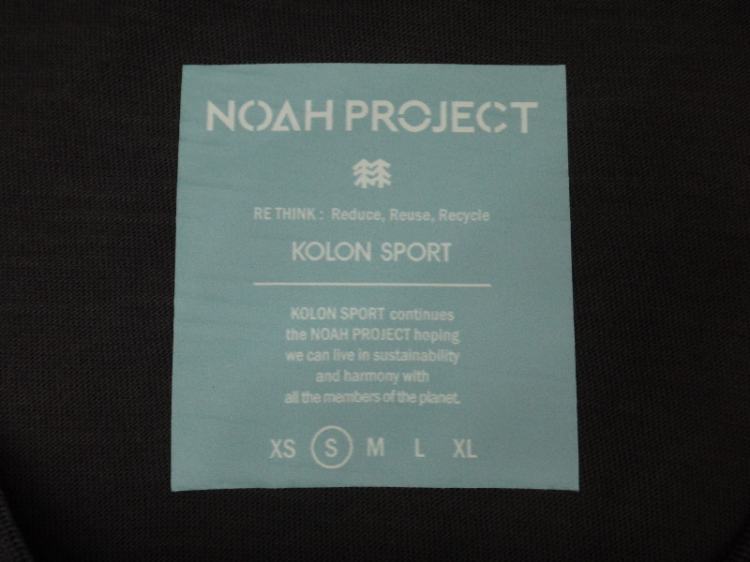 NOAH PROJECT
RE THINK : Reduce, Reuse, Recycle
KOLON SPORT
KOLON SPORT continues
the NOAH PROJECT hoping
we can live in sustainability
and harmony with
all the members of the planet.
XS S M L XL